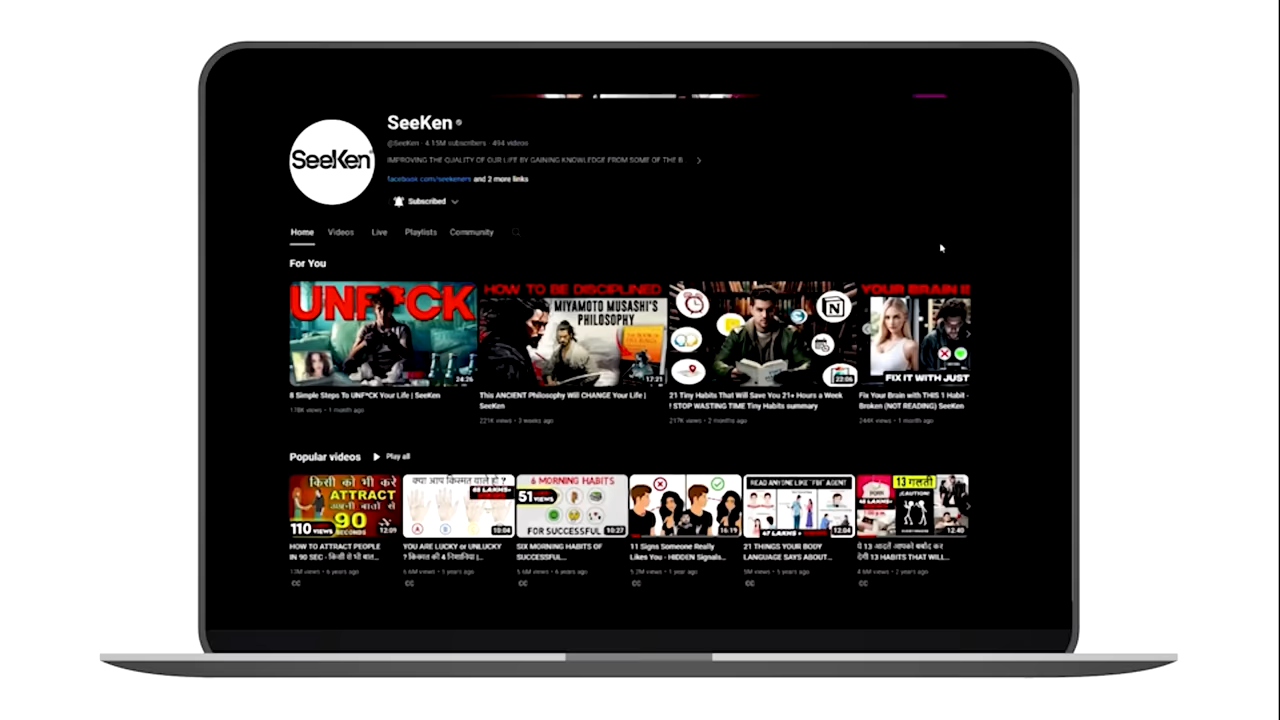 SeeKen
SeeKen
@SeeKen · 4.15M subscribers · 494 videos
IMPROVING THE QUALITY OF OUR LIFE BY GAINING KNOWLEDGE FROM SOME OF THE B
facebook.com/seekeners and 2 more links
Subscribed
Home Videos Live Playlists Community
For You
UNF*CK
24:26
HOW TO BE DISCIPLINED
MIYAMOTO MUSASHI'S
PHILOSOPHY
17:21
N
22:06
YOUR BRAIN
FIX IT WITH JUST
8 Simple Steps To UNF*CK Your Life | SeeKen
178K views · 1 month ago
This ANCIENT Philosophy Will CHANGE Your Life |
SeeKen
221K views · 3 weeks ago
21 Tiny Habits That Will Save You 21+ Hours a Week
! STOP WASTING TIME Tiny Habits summary
217K views · 2 months ago
Fix Your Brain with THIS 1 Habit -
Broken (NOT READING) SeeKen
244K views · 1 month ago
Popular videos Play all
किसी को भी करे
ATTRACT
अपनी बातों से
90
SECONDS
110
VIEWS
12:09
क्या आप किस्मत वाले हो ?
A
10:04
6 MORNING HABITS
51
VIEWS
FOR SUCCESSFUL
10:27
16:19
READ ANYONE LIKE "FBI" AGENT
12:04
13 गलती
CAUTION!
12:40
HOW TO ATTRACT PEOPLE
IN 90 SEC - किसी से भी बात...
13M views · 6 years ago
CC
YOU ARE LUCKY or UNLUCKY
? किस्मत की 4 निशानियां |...
6.6M views · 5 years ago
CC
SIX MORNING HABITS OF
SUCCESSFUL...
5.6M views · 6 years ago
CC
11 Signs Someone Really
Likes You - HIDDEN Signals...
5.2M views · 1 year ago
CC
21 THINGS YOUR BODY
LANGUAGE SAYS ABOUT...
5M views · 5 years ago
CC
ये 13 आदतें आपको बर्बाद कर
देंगी 13 HABITS THAT WILL...
4.6M views · 2 years ago
CC